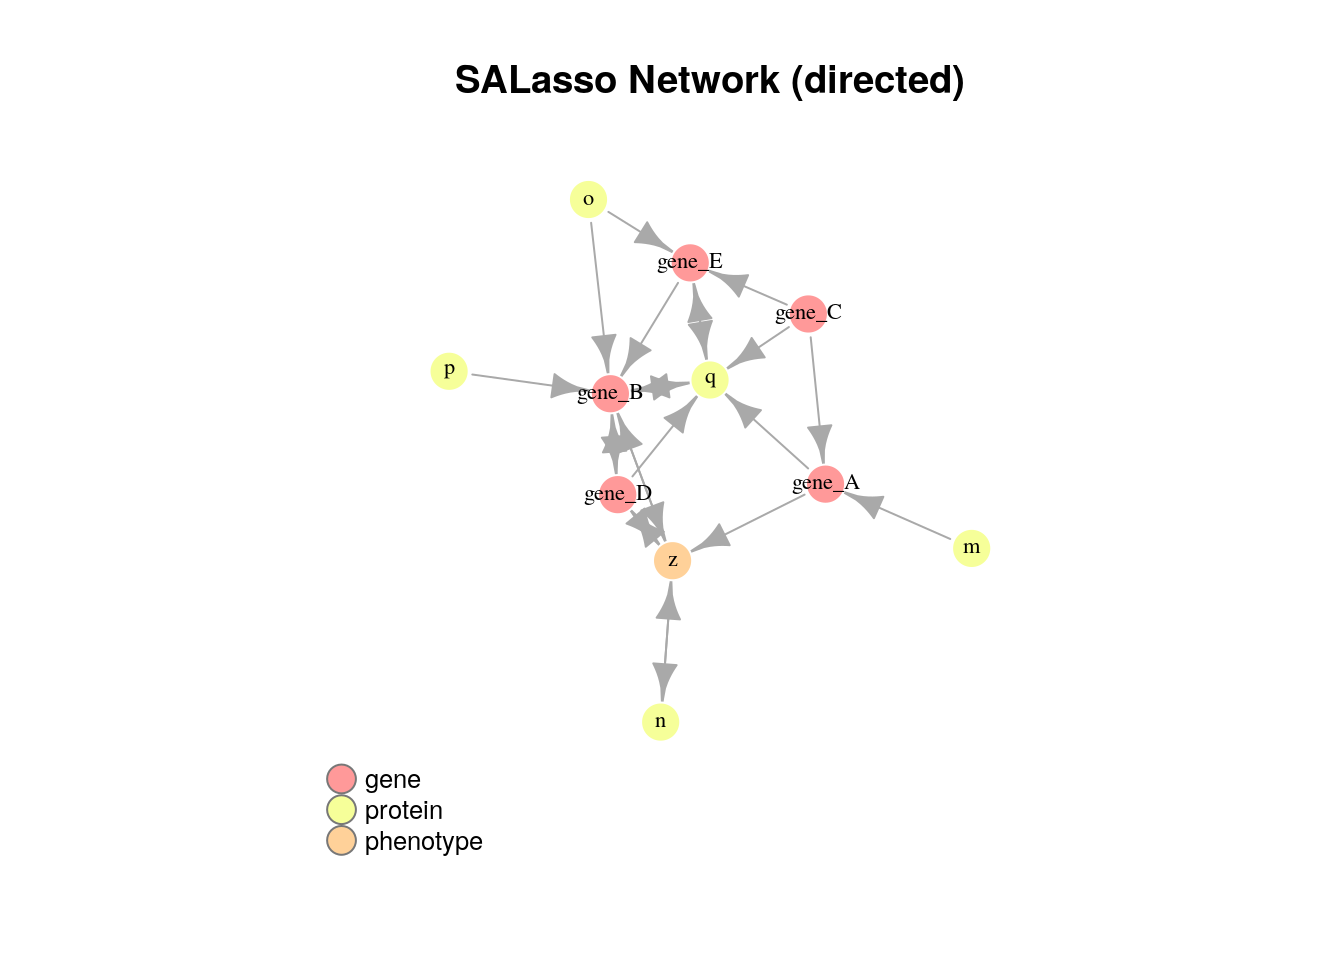 SALasso Network (directed)
o
gene_E
gene_C
p
gene_B
q
gene_D
gene_A
m
z
n
gene
protein
phenotype